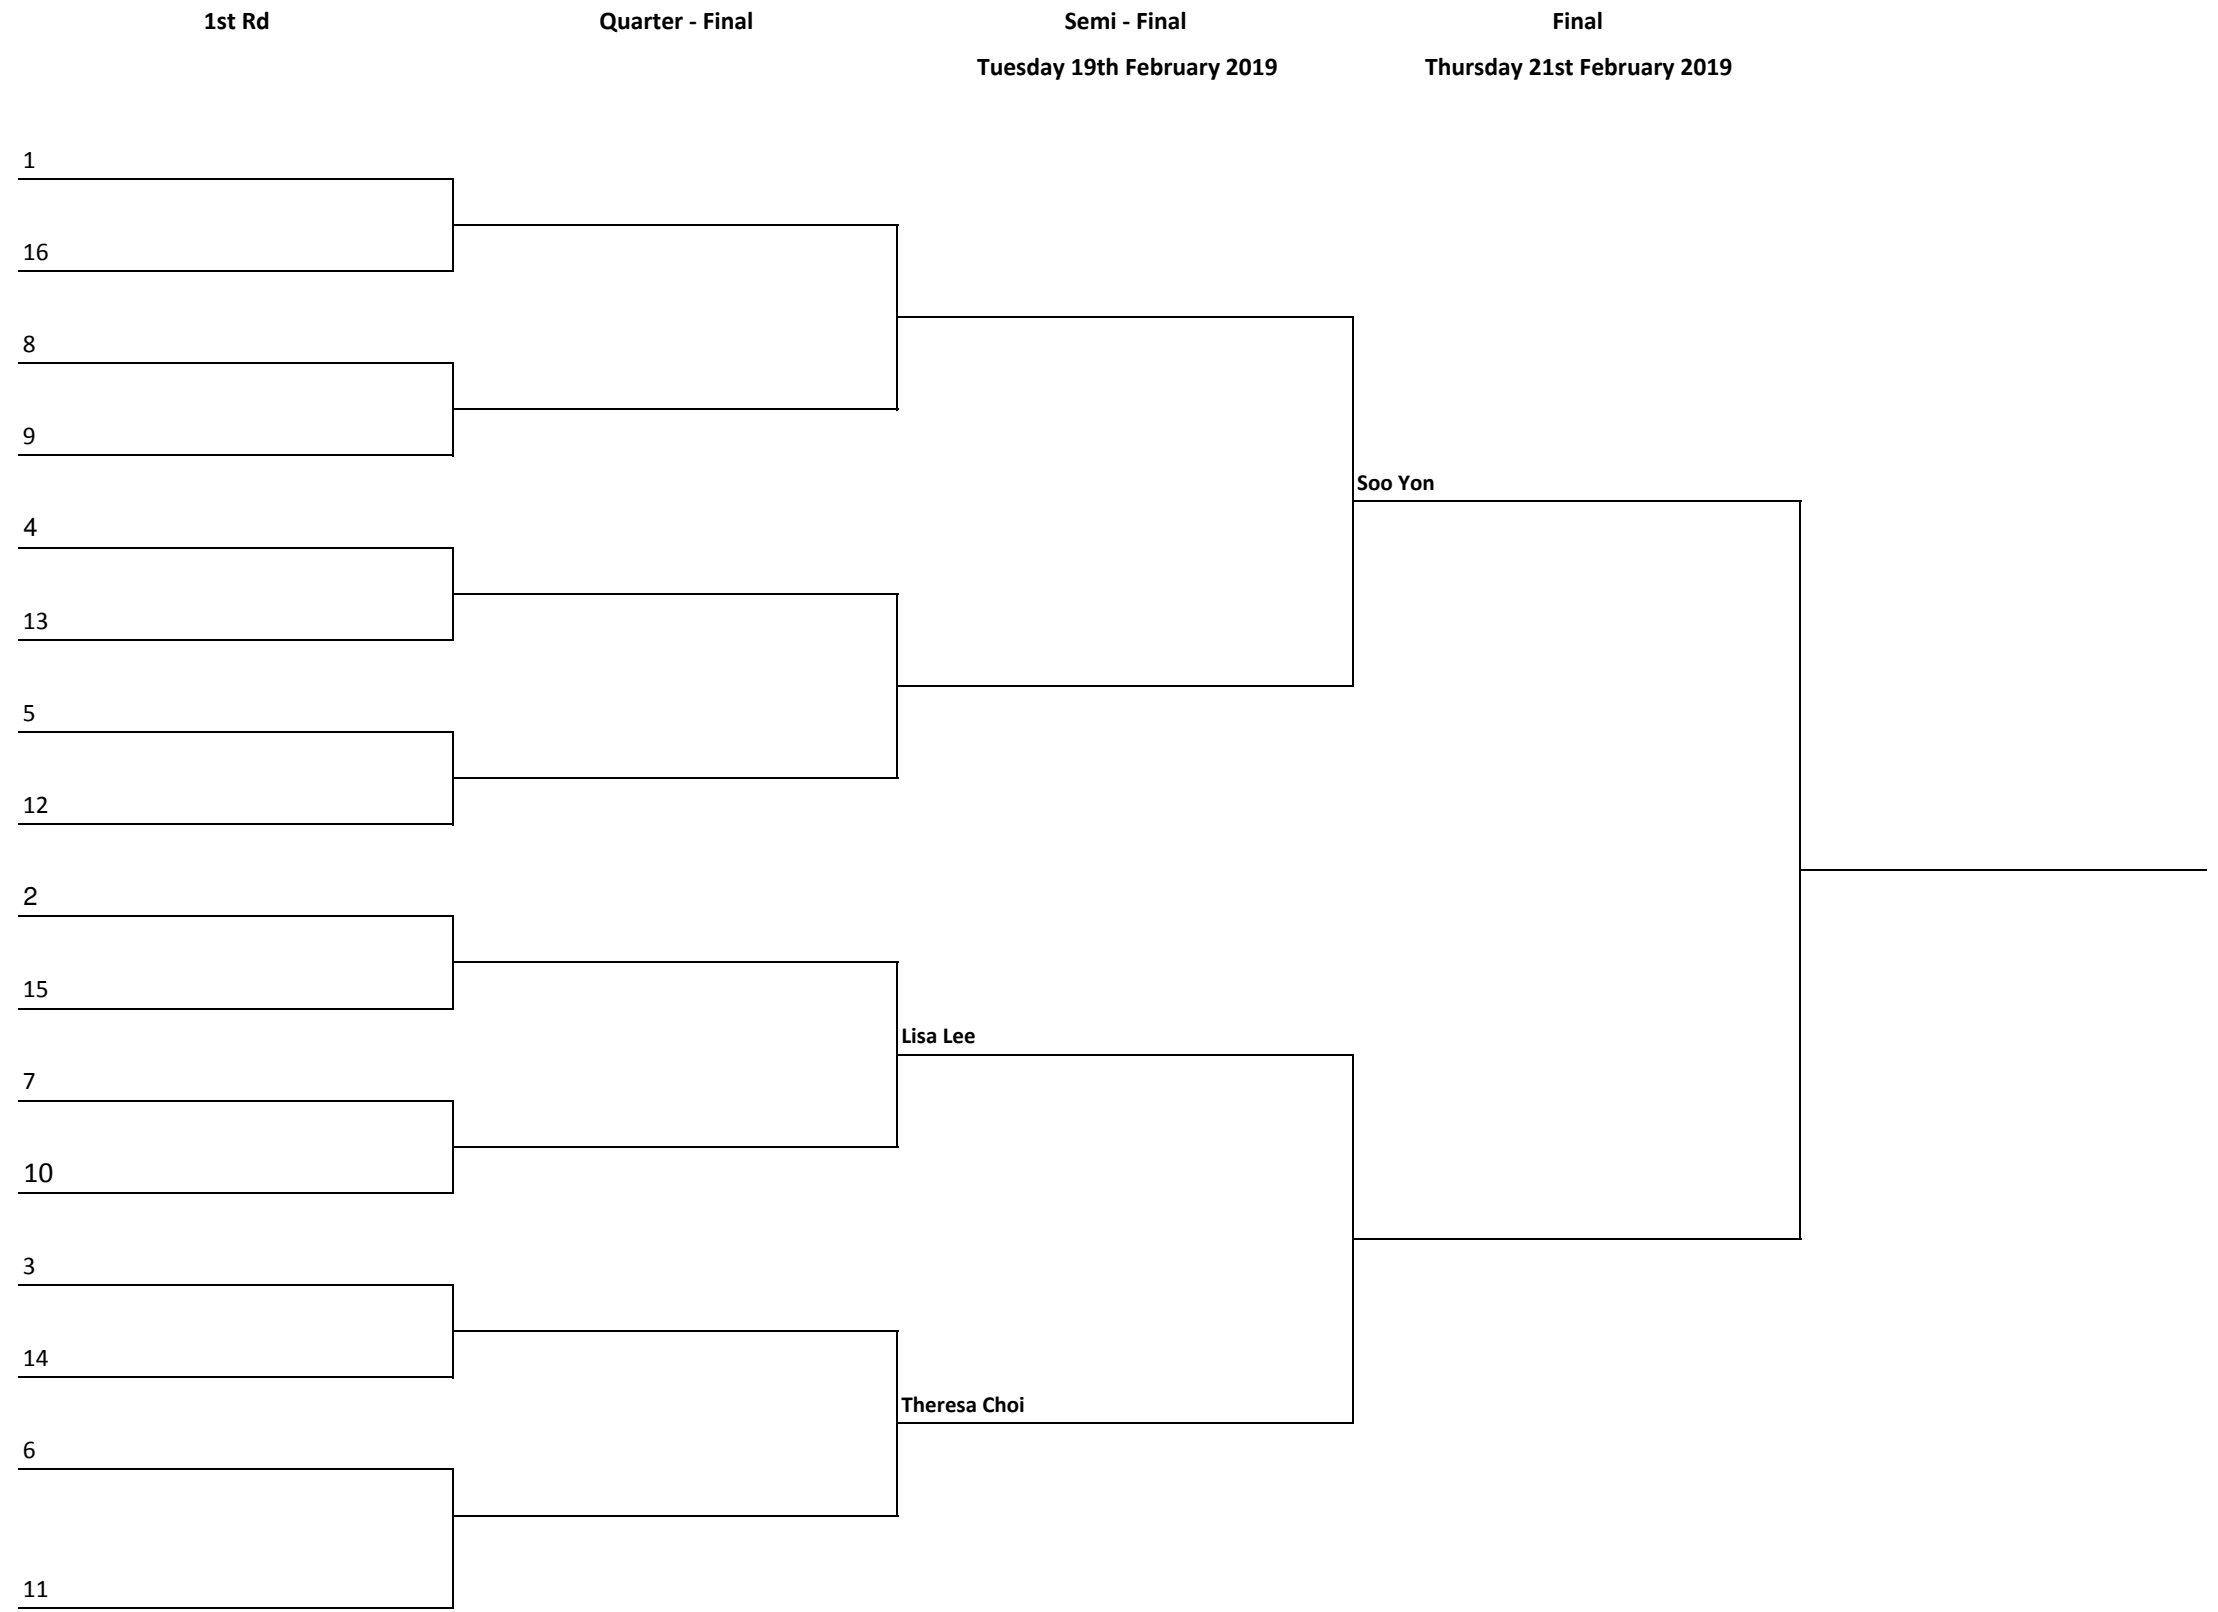 1st Rd
Quarter - Final
Semi - Final
Final
Tuesday 19th February 2019
Thursday 21st February 2019
1
16
8
9
Soo Yon
4
13
5
12
2
15
Lisa Lee
7
10
3
14
Theresa Choi
6
11